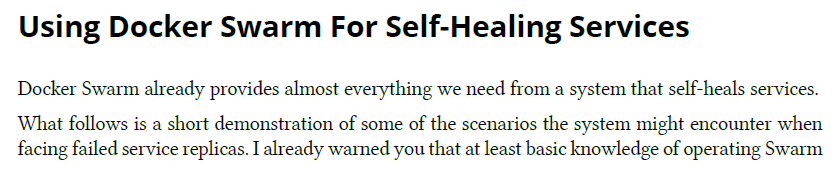 Using Docker Swarm For Self-Healing Services
Docker Swarm already provides almost everything we need from a system that self-heals services.
What follows is a short demonstration of some of the scenarios the system might encounter when
facing failed service replicas. I already warned you that at least basic knowledge of operating Swarm